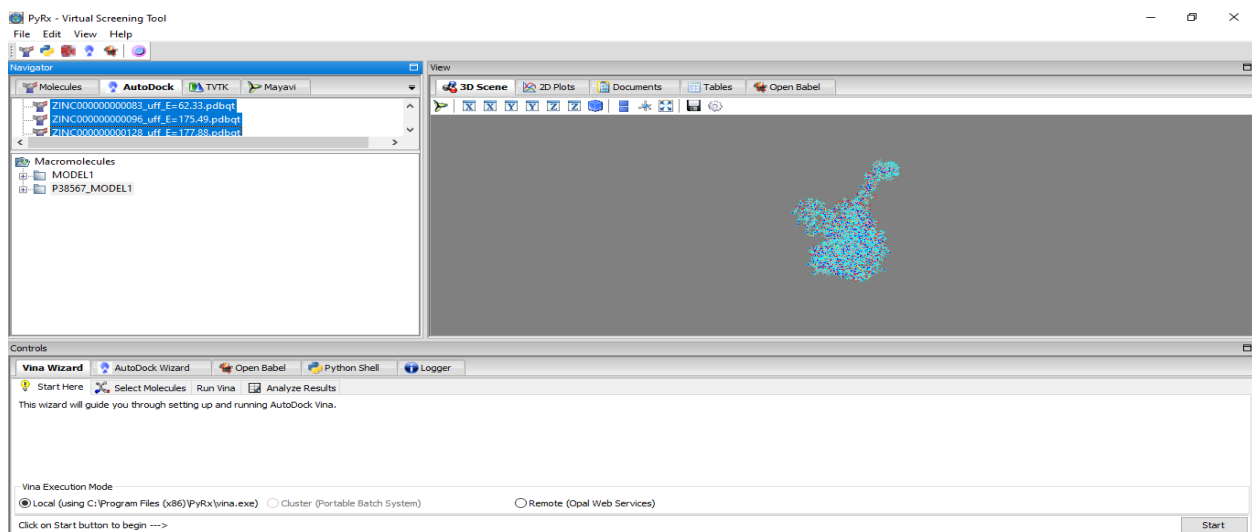 PyRx - Virtual Screening Tool
File Edit View Help
Navigator
Molecules AutoDock TVTK Mayavi
ZINC000000000083_uff_E=62.33.pdbqt
ZINC000000000096_uff_E=175.49.pdbqt
ZINC000000000128_uff_E=177.88.pdbqt
Macromolecules
MODEL1
P38567_MODEL1
View
3D Scene 2D Plots Documents Tables Open Babel
X X Y Y Z Z
Controls
Vina Wizard AutoDock Wizard Open Babel Python Shell Logger
Start Here Select Molecules Run Vina Analyze Results
This wizard will guide you through setting up and running AutoDock Vina.
Vina Execution Mode
Local (using C:\Program Files (x86)\PyRx\vina.exe) Cluster (Portable Batch System) Remote (Opal Web Services)
Click on Start button to begin ---> Start